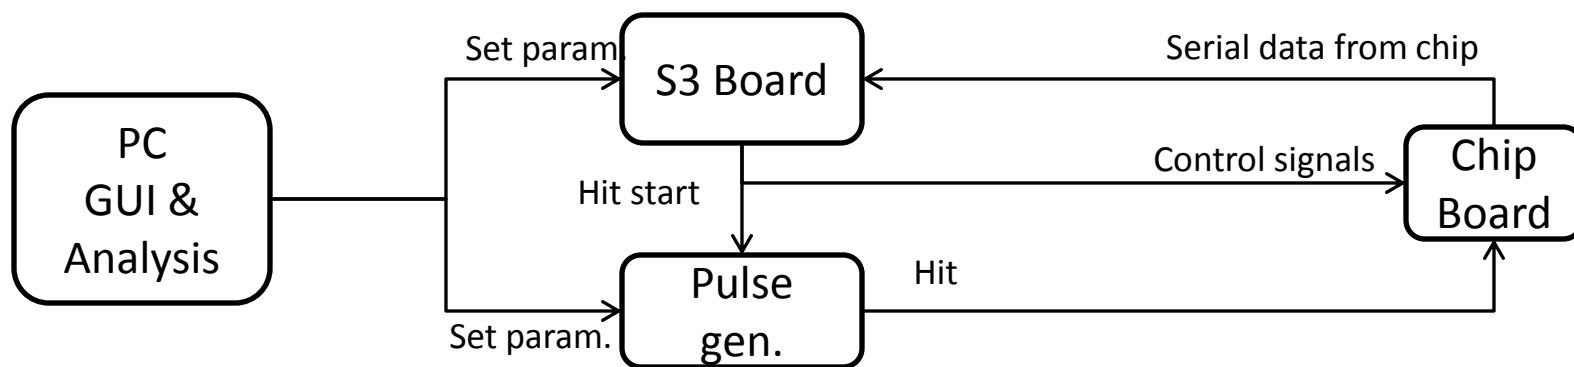 Set param.
S3 Board
Serial data from chip
PC
GUI &
Analysis
Control signals
Chip
Board
Hit start
Pulse
gen.
Hit
Set param.